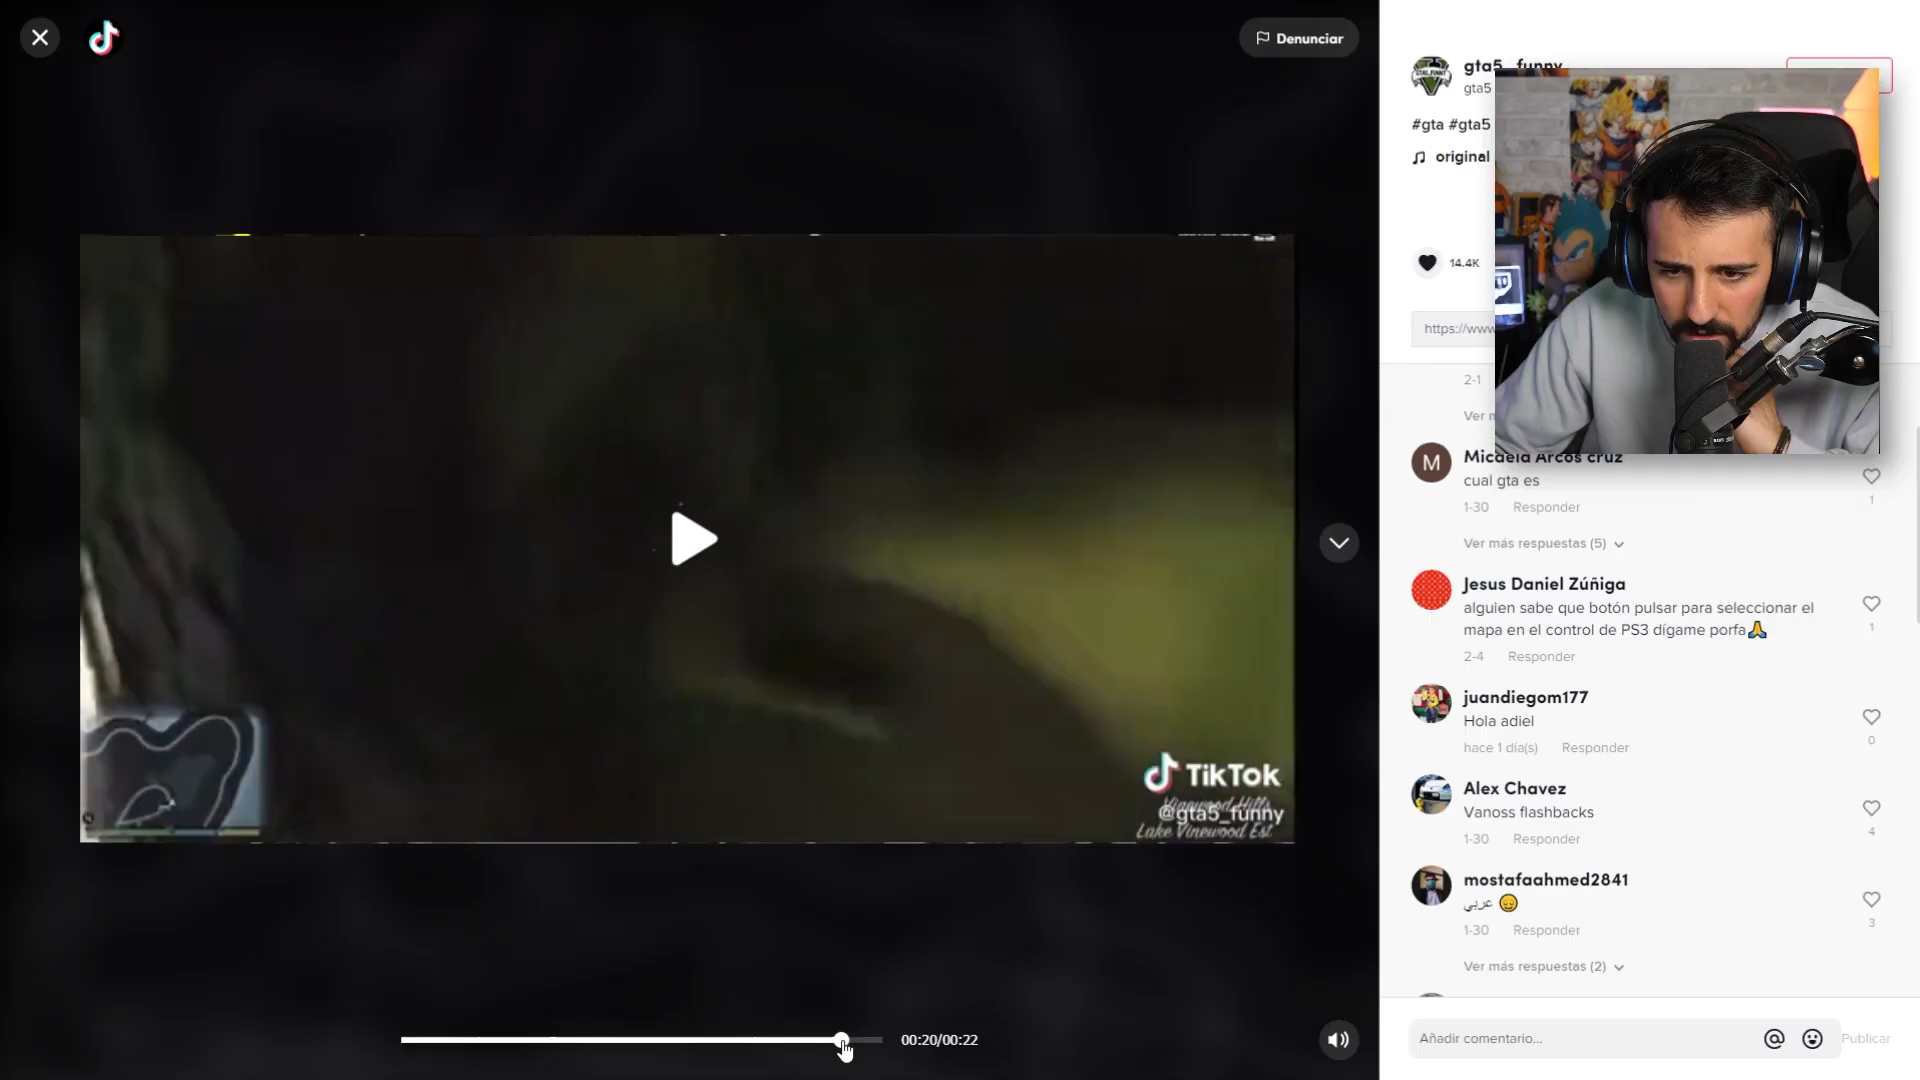 Denunciar
TikTok
@gta5_funny
Lake Vinewood Est.
00:20/00:22
gta5_funny
gta5
#gta #gta5
original
14.4K
https://www
2-1
Micaela Arcos cruz
cual gta es
1
1-30 Responder
Ver más respuestas (5)
Jesus Daniel Zúñiga
alguien sabe que botón pulsar para seleccionar el
mapa en el control de PS3 dígame porfa🙏
1
2-4 Responder
juandiegom177
Hola adiel
0
hace 1 día(s) Responder
Alex Chavez
Vanoss flashbacks
4
1-30 Responder
mostafaahmed2841
عربي 😔
3
1-30 Responder
Ver más respuestas (2)
Añadir comentario...
Publicar